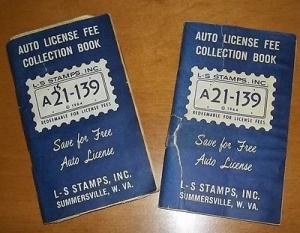 AUTO LICENSE FEE
COLLECTION BOOK
L-S STAMPS, INC.
A21-139
© 1964
REDEEMABLE FOR LICENSE FEES
Save for Free
Auto License
L-S STAMPS, INC.
SUMMERSVILLE, W. VA.
AUTO LICENSE FEE
COLLECTION BOOK
L-S STAMPS, INC.
A21-139
© 1964
REDEEMABLE FOR LICENSE FEES
Save for Free
Auto License
L-S STAMPS, INC.
SUMMERSVILLE, W. VA.